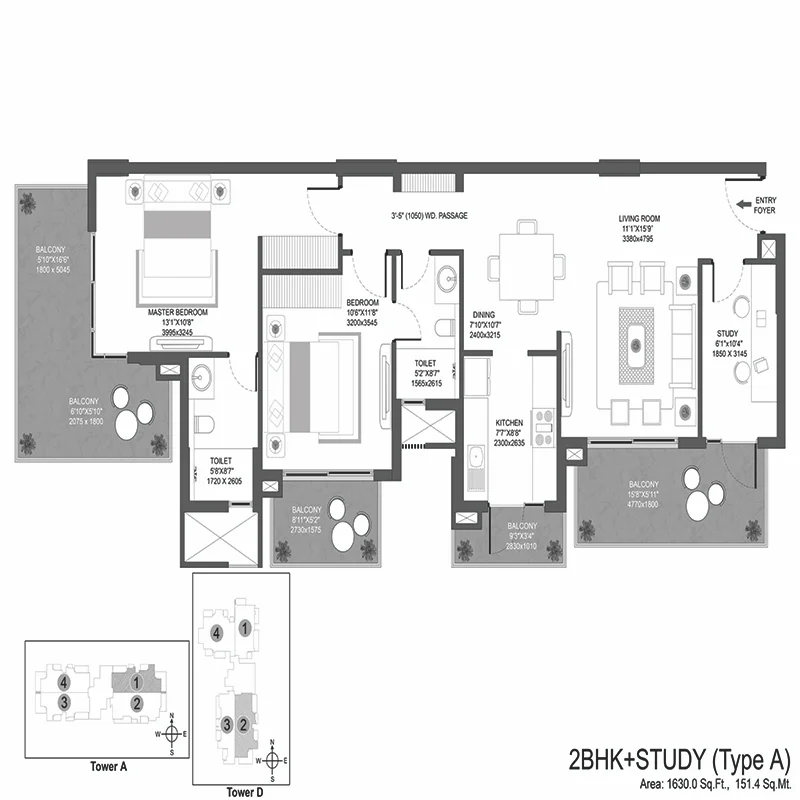 ENTRY
FOYER
3'-5" (1050) WD. PASSAGE
LIVING ROOM
11'1"X15'9"
3380x4795
BALCONY
5'10"X16'6"
1800 x 5045
MASTER BEDROOM
13'1"X10'8"
3995x3245
BEDROOM
10'6"X11'8"
3200x3545
DINING
7'10"X10'7"
2400x3215
STUDY
6'1"x10'4"
1850 X 3145
TOILET
5'2"X8'7"
1565x2615
BALCONY
6'10"X5'10"
2075 x 1800
KITCHEN
7'7"X8'8"
2300x2635
TOILET
5'8"X8'7"
1720 X 2605
BALCONY
15'8"X5'11"
4770x1800
BALCONY
8'11"X5'2"
2730x1575
BALCONY
9'3"X3'4"
2830x1010
4
1
3
2
N
W
E
S
Tower A
4
1
3
2
N
W
E
S
Tower D
2BHK+STUDY (Type A)
Area: 1630.0 Sq.Ft., 151.4 Sq.Mt.